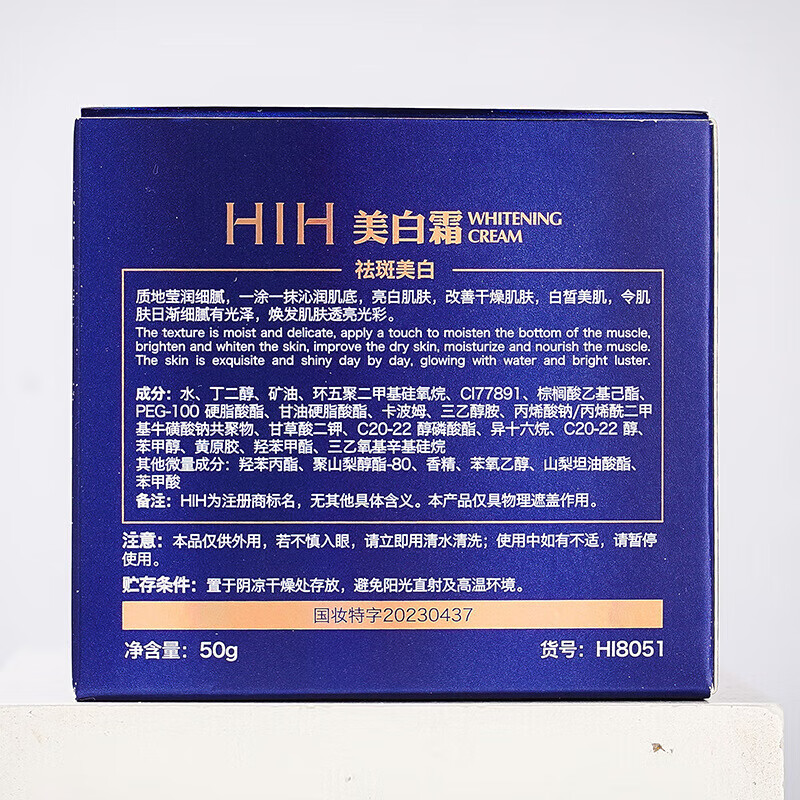 HIH 美白霜 WHITENING
CREAM
祛斑美白
质地莹润细腻，一涂一抹沁润肌底，亮白肌肤，改善干燥肌肤，白皙美肌，令肌
肤日渐细腻有光泽，焕发肌肤透亮光彩。
The texture is moist and delicate, apply a touch to moisten the bottom of the muscle,
brighten and whiten the skin, improve the dry skin, moisturize and nourish the muscle.
The skin is exquisite and shiny day by day, glowing with water and bright luster.
成分：水、丁二醇、矿油、环五聚二甲基硅氧烷、CI77891、棕榈酸乙基己酯、
PEG-100 硬脂酸酯、甘油硬脂酸酯、卡波姆、三乙醇胺、丙烯酸钠/丙烯酰二甲
基牛磺酸钠共聚物、甘草酸二钾、C20-22 醇磷酸酯、异十六烷、C20-22 醇、
苯甲醇、黄原胶、羟苯甲酯、三乙氧基辛基硅烷
其他微量成分：羟苯丙酯、聚山梨醇酯-80、香精、苯氧乙醇、山梨坦油酸酯、
苯甲酸
备注：HIH为注册商标名，无其他具体含义。本产品仅具物理遮盖作用。
注意：本品仅供外用，若不慎入眼，请立即用清水清洗；使用中如有不适，请暂停
使用。
贮存条件：置于阴凉干燥处存放，避免阳光直射及高温环境。
国妆特字20230437
净含量：50g 货号：HI8051